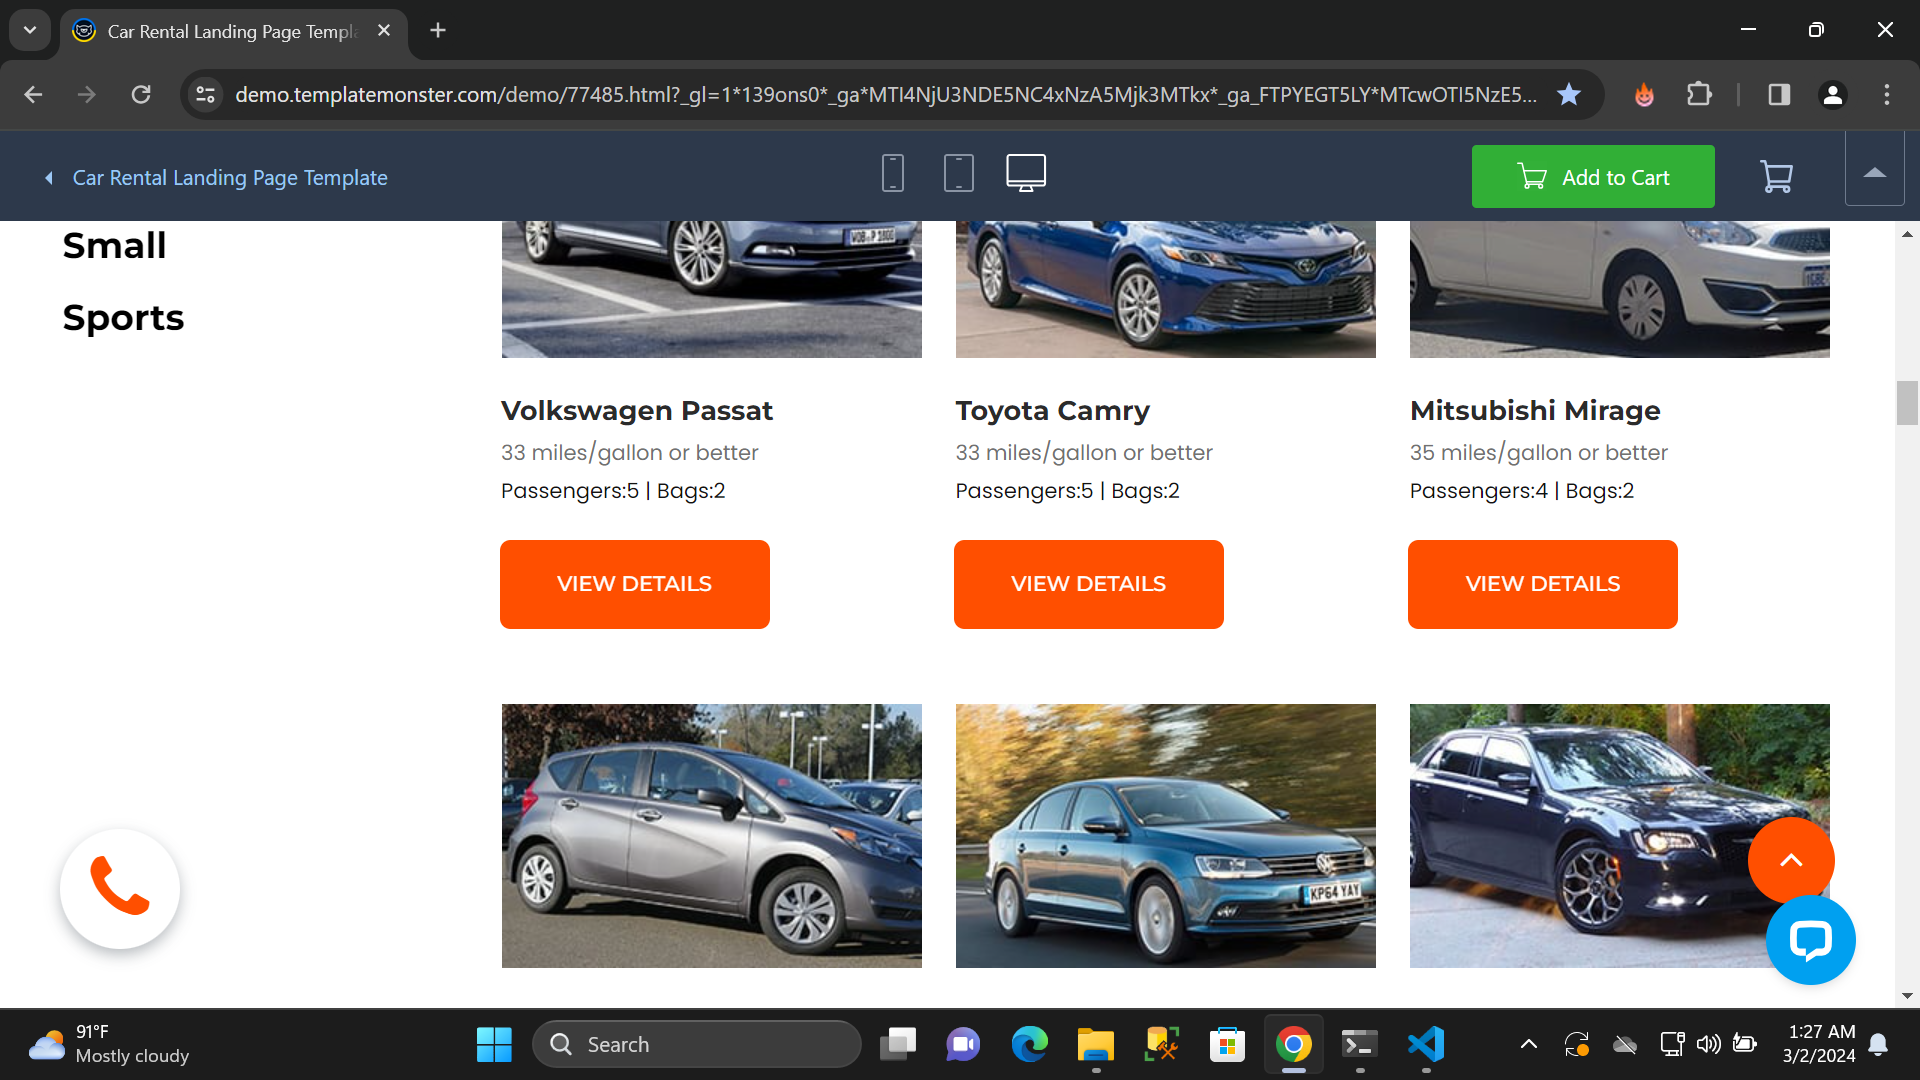 Car Rental Landing Page Templa
demo.templatemonster.com/demo/77485.html?_gl=1*139ons0*_ga*MTI4NjU3NDE5NC4xNzA5Mjk3MTkx*_ga_FTPYEGT5LY*MTcwOTI5NzE5...
Car Rental Landing Page Template
Add to Cart
Small
Sports
VOB P 1800
Volkswagen Passat
33 miles/gallon or better
Passengers:5 | Bags:2
VIEW DETAILS
Toyota Camry
33 miles/gallon or better
Passengers:5 | Bags:2
VIEW DETAILS
Mitsubishi Mirage
35 miles/gallon or better
Passengers:4 | Bags:2
VIEW DETAILS
KP64 YAY
91°F
Mostly cloudy
Search
1:27 AM
3/2/2024